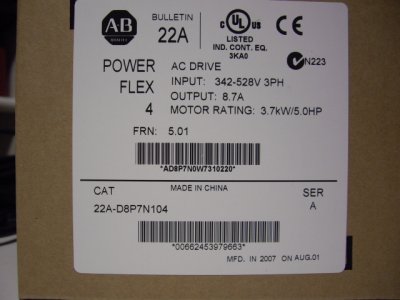 AB
BULLETIN
22A
C UL US
LISTED
IND. CONT. EQ.
3KA0
N223
POWER
FLEX
4
AC DRIVE
INPUT: 342-528V 3PH
OUTPUT: 8.7A
MOTOR RATING: 3.7kW/5.0HP
FRN: 5.01
*AD8P7N0W7310220*
CAT
MADE IN CHINA
SER
22A-D8P7N104
A
*00662453979663*
MFD. IN 2007 ON AUG.01